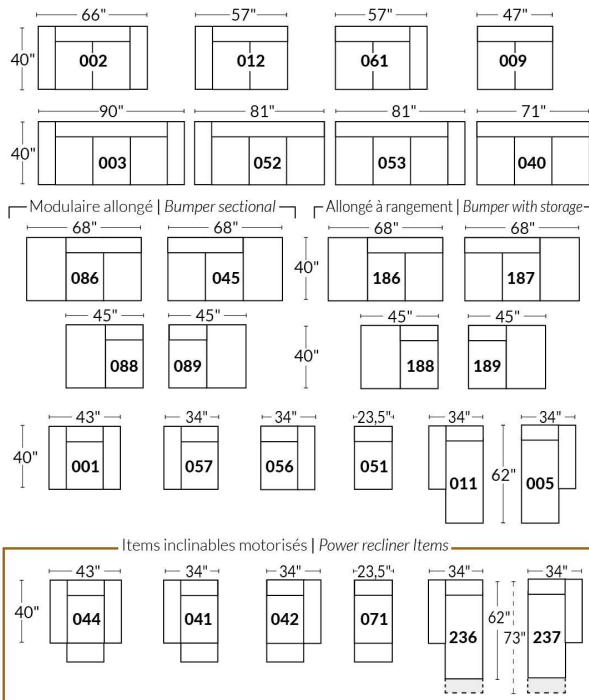 66" 57" 57" 47"
40" 002 012 061 009
90" 81" 81" 71"
40" 003 052 053 040
Modulaire allongé | Bumper sectional Allongé à rangement | Bumper with storage
68" 68" 68" 68"
086 045 40" 186 187
45" 45" 45" 45"
088 089 40" 188 189
43" 34" 34" 23,5" 34" 34"
40" 001 057 056 051 011 62" 005
Items inclinables motorisés | Power recliner Items
43" 34" 34" 23,5" 34" 34"
40" 044 041 042 071 236 62" 73" 237